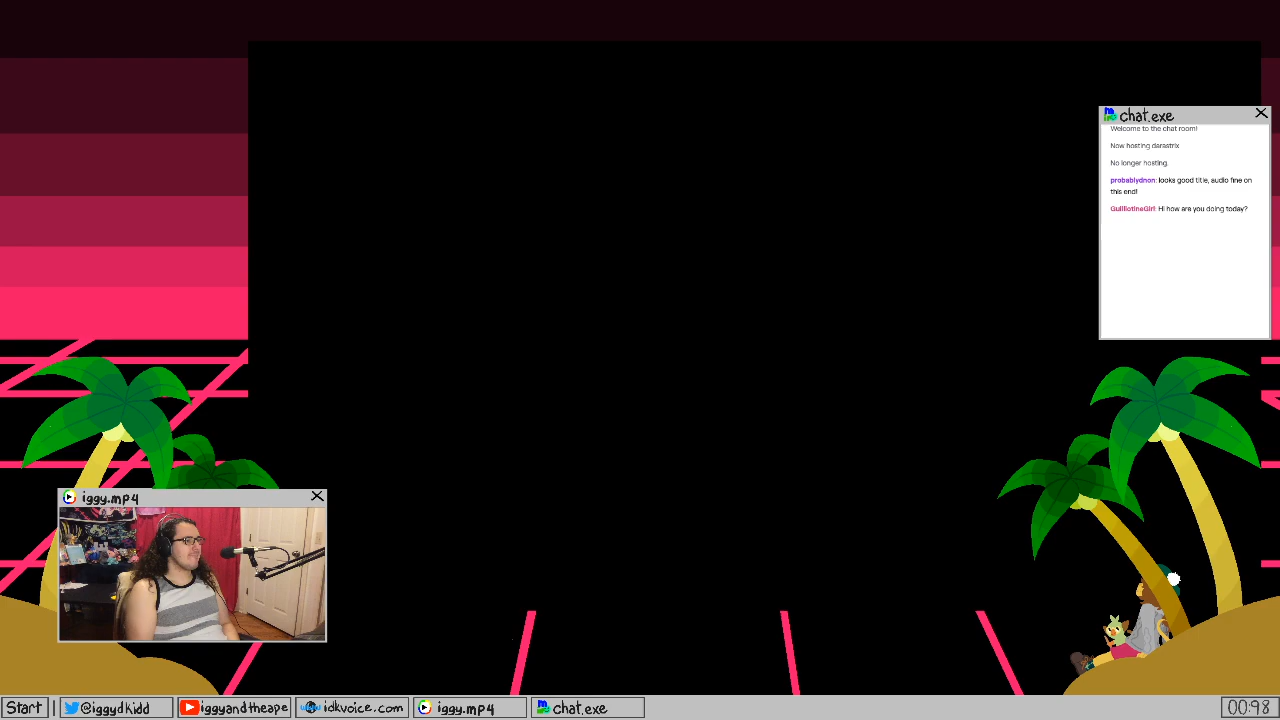 chat.exe
Welcome to the chat room!
Now hosting darastrix
No longer hosting.
probablydnon: looks good title, audio fine on
this end!
GuillotineGirl: Hi how are you doing today?
iggy.mp4
Start | @iggydkidd iggyandtheape idkvoice.com iggy.mp4 chat.exe 00:98